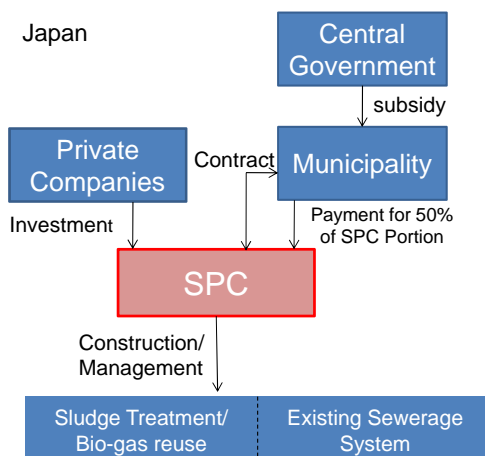 Japan
Central
Government
subsidy
Private
Companies
Contract
Municipality
Investment
Payment for 50%
of SPC Portion
SPC
Construction/
Management
Sludge Treatment/
Bio-gas reuse
Existing Sewerage
System